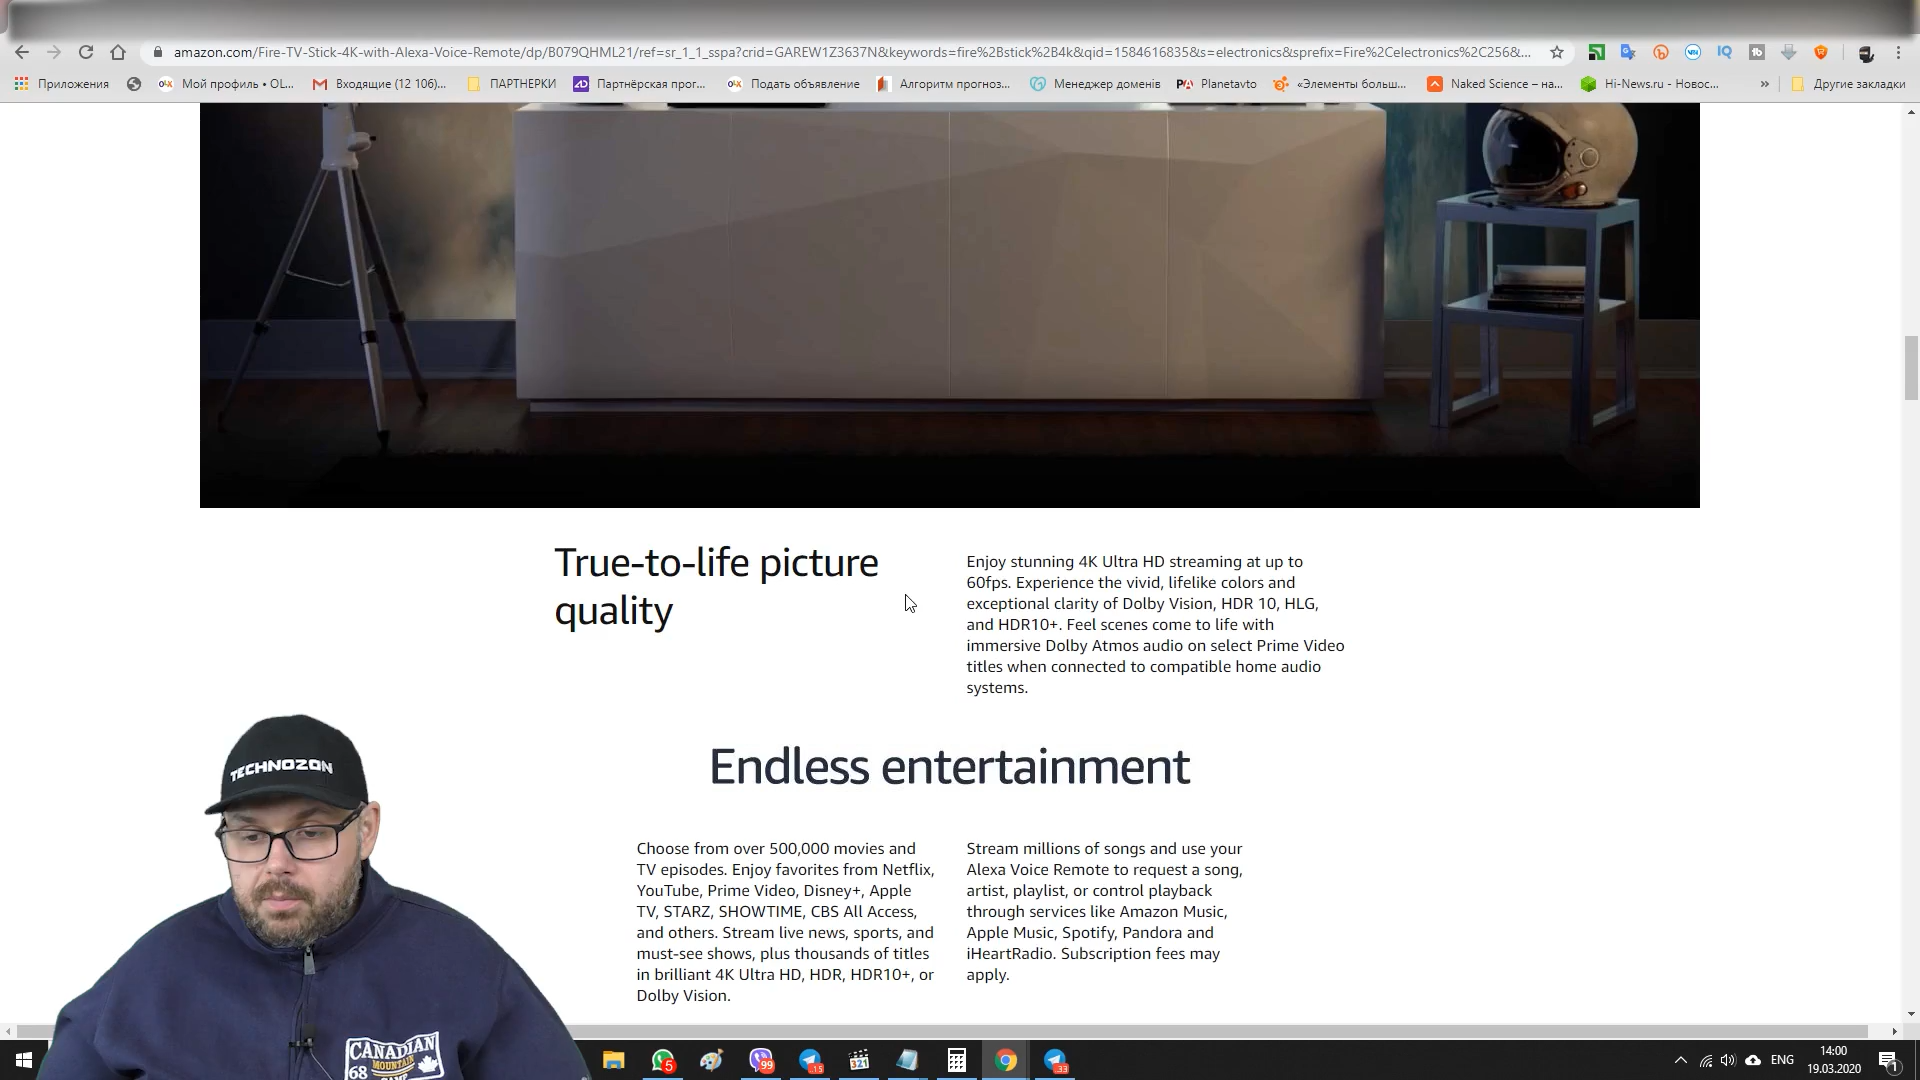 amazon.com/Fire-TV-Stick-4K-with-Alexa-Voice-Remote/dp/B079QHML21/ref=sr_1_1_sspa?crid=GAREW1Z3637N&keywords=fire%2Bstick%2B4k&qid=1584616835&s=electronics&sprefix=Fire%2Celectronics%2C256&...
Приложения Мой профиль • OL... Входящие (12 106)... ПАРТНЕРКИ Партнёрская прог... Подать объявление Алгоритм прогноз... Менеджер доменів Planetavto «Элементы больш... Naked Science – на... Hi-News.ru - Новос... » Другие закладки
True-to-life picture
quality
Enjoy stunning 4K Ultra HD streaming at up to
60fps. Experience the vivid, lifelike colors and
exceptional clarity of Dolby Vision, HDR 10, HLG,
and HDR10+. Feel scenes come to life with
immersive Dolby Atmos audio on select Prime Video
titles when connected to compatible home audio
systems.
Endless entertainment
Choose from over 500,000 movies and
TV episodes. Enjoy favorites from Netflix,
YouTube, Prime Video, Disney+, Apple
TV, STARZ, SHOWTIME, CBS All Access,
and others. Stream live news, sports, and
must-see shows, plus thousands of titles
in brilliant 4K Ultra HD, HDR, HDR10+, or
Dolby Vision.
Stream millions of songs and use your
Alexa Voice Remote to request a song,
artist, playlist, or control playback
through services like Amazon Music,
Apple Music, Spotify, Pandora and
iHeartRadio. Subscription fees may
apply.
TECHNOZON
CANADIAN
MOUNTAIN
68
5 99 15 321 33
ENG
14:00
19.03.2020
1